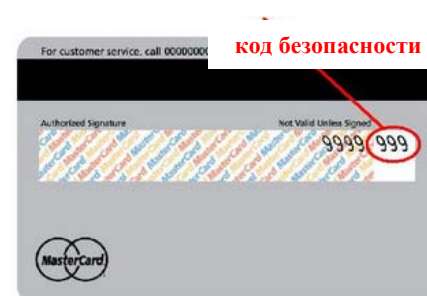 For customer service, call 00000000
код безопасности
Authorized Signature Not Valid Unless Signed
9999 999
MasterCard